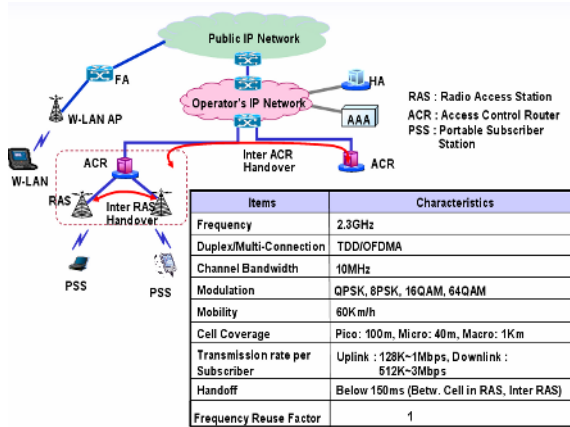 Public IP Network
FA
HA
Operator's IP Network
W-LAN AP
AAA
RAS : Radio Access Station
ACR : Access Control Router
PSS : Portable Subscriber
Station
W-LAN
ACR
Inter ACR
Handover
ACR
RAS
Inter RAS
Handover
PSS
PSS
Items Characteristics
Frequency 2.3GHz
Duplex/Multi-Connection TDD/OFDMA
Channel Bandwidth 10MHz
Modulation QPSK, 8PSK, 16QAM, 64QAM
Mobility 60Km/h
Cell Coverage Pico: 100m, Micro: 40m, Macro: 1Km
Transmission rate per Uplink : 128K~1Mbps, Downlink :
Subscriber 512K~3Mbps
Handoff Below 150ms (Betw. Cell in RAS, Inter RAS)
Frequency Reuse Factor 1